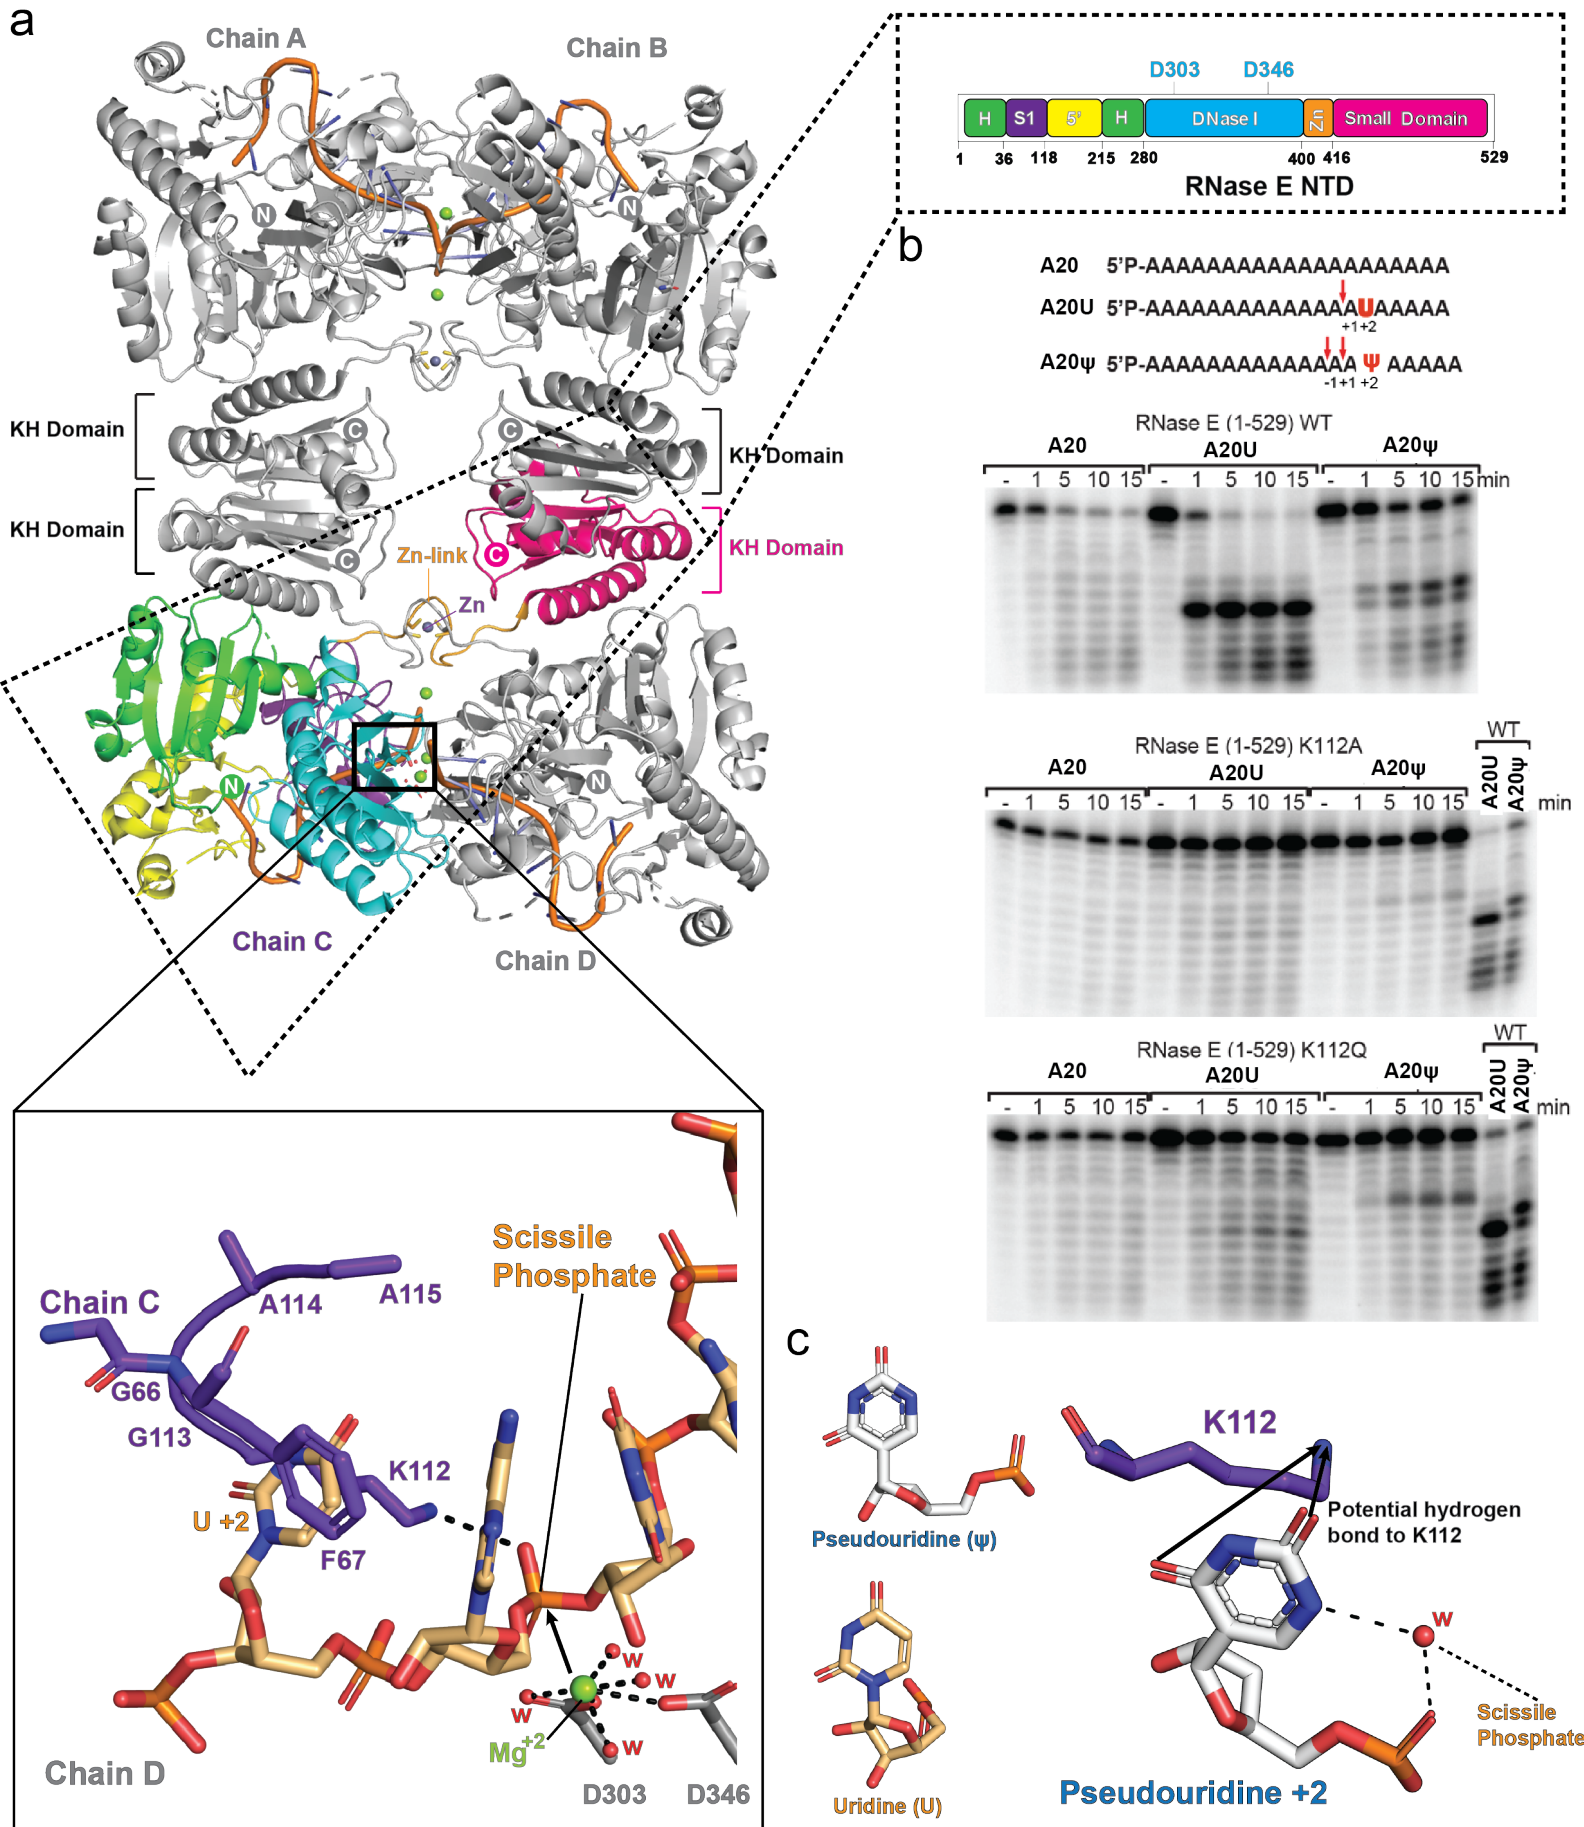 a
Chain A
Chain B
N
N
KH Domain
KH Domain
C
C
C
C
KH Domain
KH Domain
Zn-link
Zn
N
N
Chain C
Chain D
D303 D346
H S1 5' H DNase I Zn Small Domain
1 36 118 215 280 400 416 529
RNase E NTD
b
A20 5'P-AAAAAAAAAAAAAAAAAAAA
A20U 5'P-AAAAAAAAAAAAAAUAAAAA
+1 +2
A20ψ 5'P-AAAAAAAAAAAAAA ψ AAAAA
-1 +1 +2
RNase E (1-529) WT
A20 A20U A20ψ
- 1 5 10 15 - 1 5 10 15 - 1 5 10 15 min
RNase E (1-529) K112A
WT
A20 A20U A20ψ A20U A20ψ
- 1 5 10 15 - 1 5 10 15 - 1 5 10 15 min
RNase E (1-529) K112Q
WT
A20 A20U A20ψ A20U A20ψ
- 1 5 10 15 - 1 5 10 15 - 1 5 10 15 min
Scissile
Phosphate
Chain C
A114
A115
G66
G113
K112
U +2
F67
W
W
W
W
Mg+2
Chain D
D303 D346
c
Pseudouridine (ψ)
Uridine (U)
K112
Potential hydrogen
bond to K112
W
Scissile
Phosphate
Pseudouridine +2